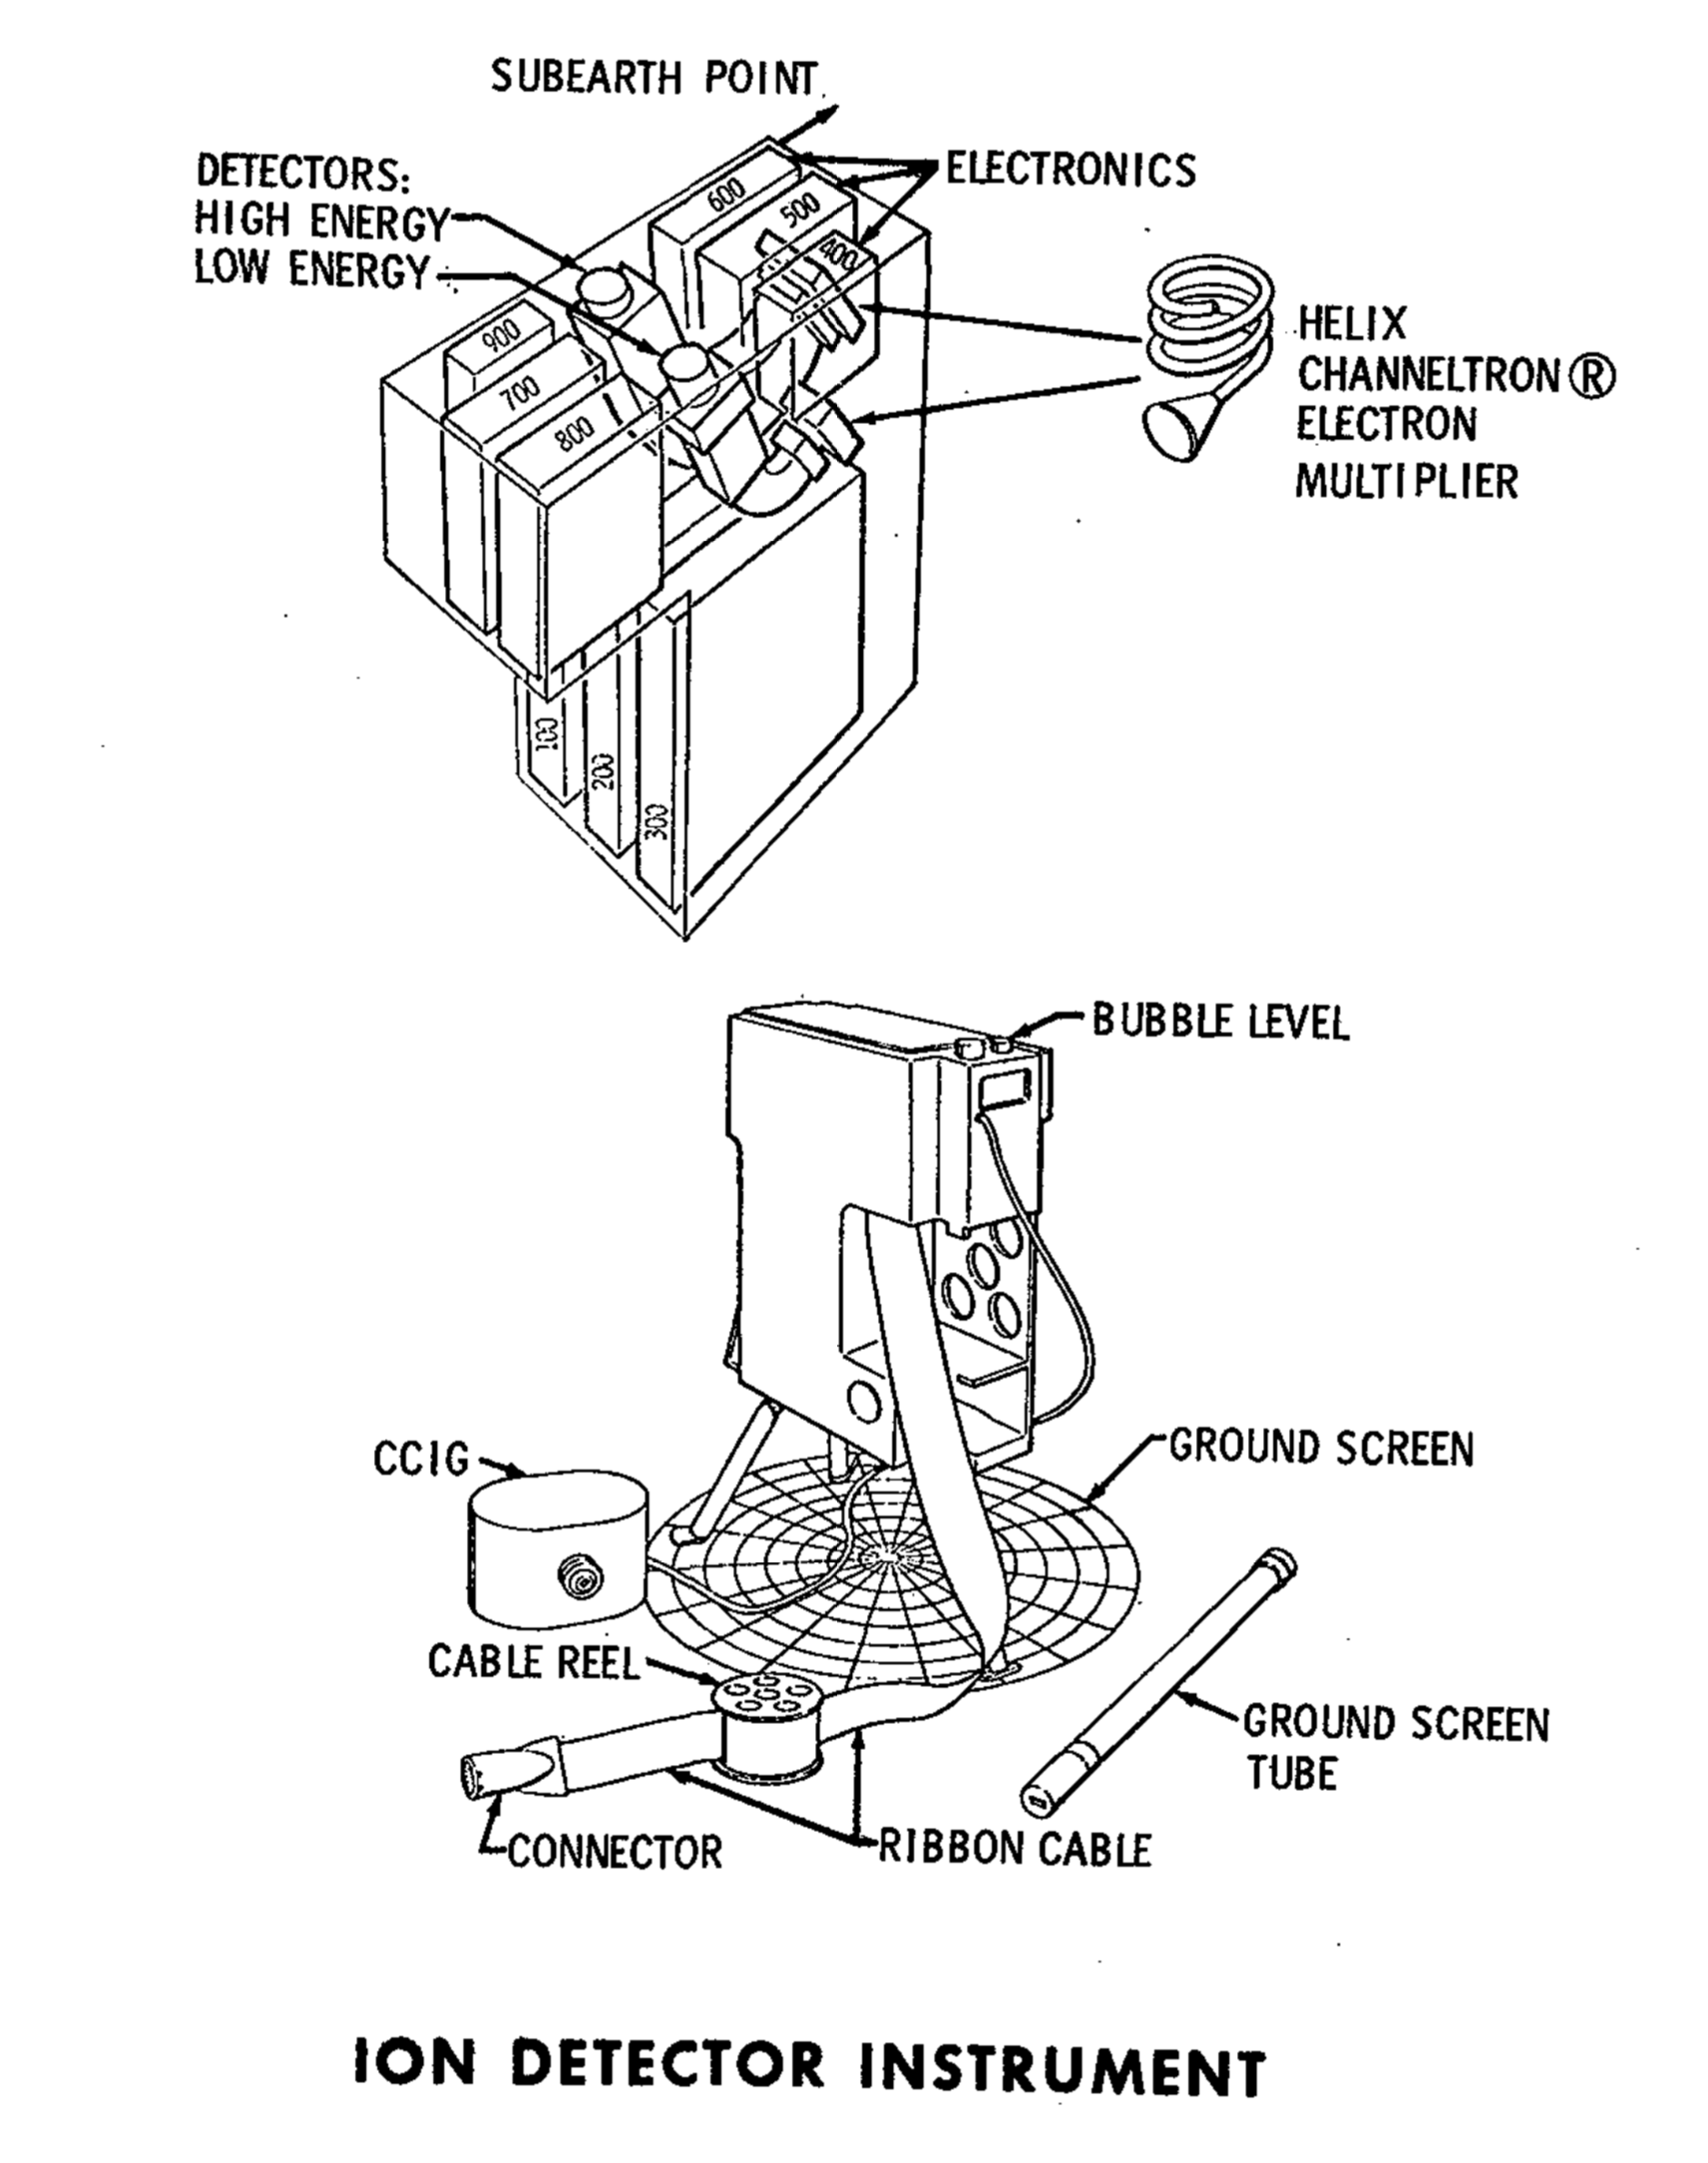 SUBEARTH POINT
DETECTORS:
HIGH ENERGY
LOW ENERGY
ELECTRONICS
600
500
400
900
700
800
HELIX
CHANNELTRON ®
ELECTRON
MULTIPLIER
100
200
300
BUBBLE LEVEL
CCIG
GROUND SCREEN
CABLE REEL
GROUND SCREEN
TUBE
CONNECTOR
RIBBON CABLE
ION DETECTOR INSTRUMENT